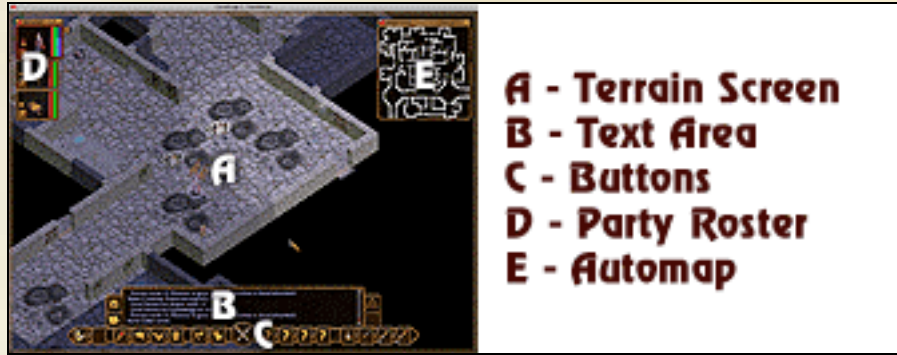 D
E
A
B
C
A - Terrain Screen
B - Text Area
C - Buttons
D - Party Roster
E - Automap